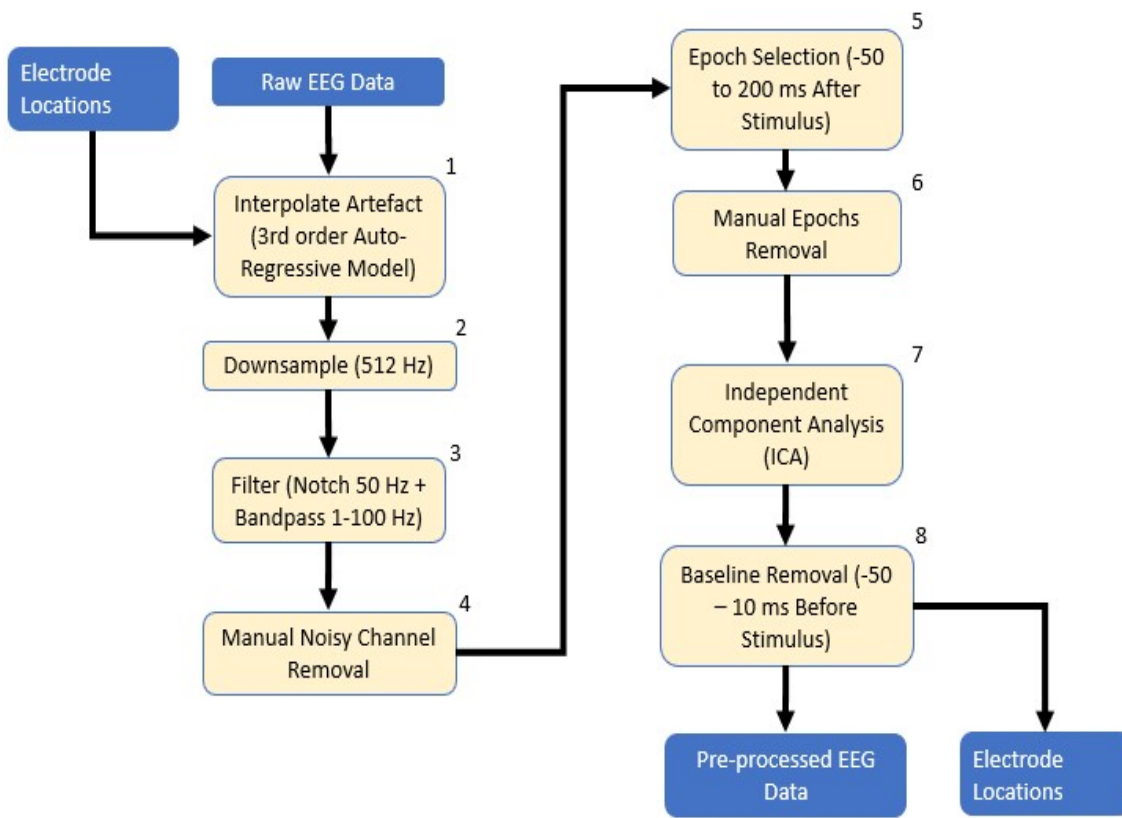 Electrode
Locations
Raw EEG Data
1
Interpolate Artefact
(3rd order Auto-
Regressive Model)
2
Downsample (512 Hz)
3
Filter (Notch 50 Hz +
Bandpass 1-100 Hz)
4
Manual Noisy Channel
Removal
5
Epoch Selection (-50
to 200 ms After
Stimulus)
6
Manual Epochs
Removal
7
Independent
Component Analysis
(ICA)
8
Baseline Removal (-50
– 10 ms Before
Stimulus)
Pre-processed EEG
Data
Electrode
Locations